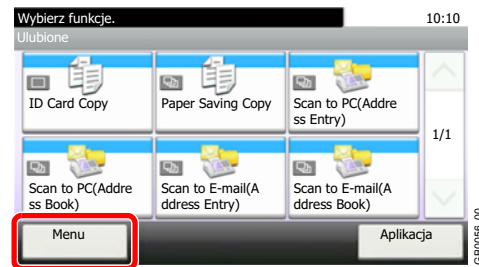 Wybierz funkcje.
10:10
Ulubione
ID Card Copy
Paper Saving Copy
Scan to PC(Addre
ss Entry)
1/1
Scan to PC(Addre
ss Book)
Scan to E-mail(A
ddress Entry)
Scan to E-mail(A
ddress Book)
Menu
Aplikacja
GB0056_00